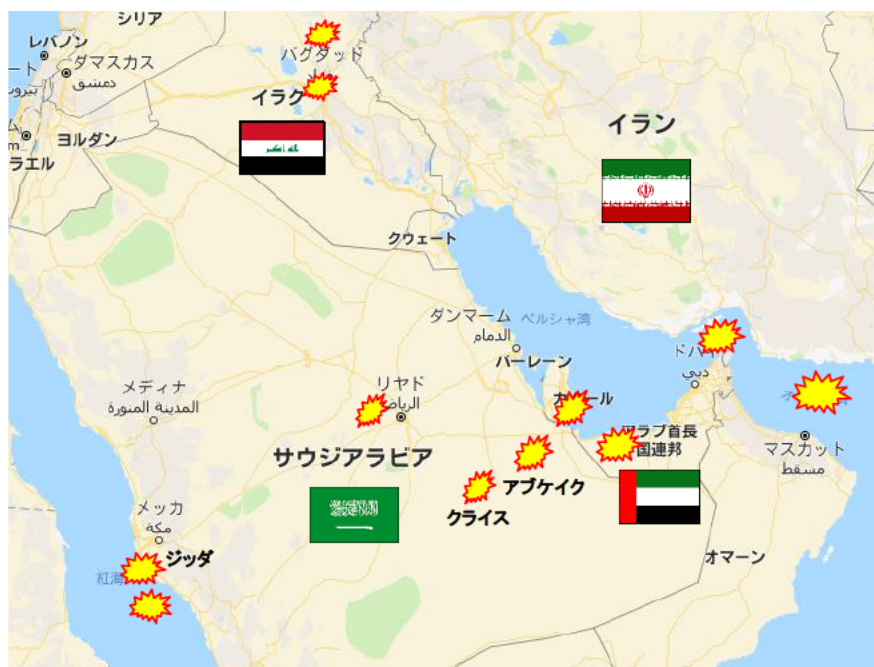 シリア
レバノン
バグダッド
ダマスカス
دمشق
イラク
イラン
ヨルダン
ラエル
クウェート
ダンマーム
الدمام
ペルシャ湾
バーレーン
メディナ
المدينة المنورة
リヤド
サウジアラビア
دبي
アラブ首長
国連邦
マスカット
مسقط
アブケイク
クライス
メッカ
مكة
ジッダ
紅海
オマーン